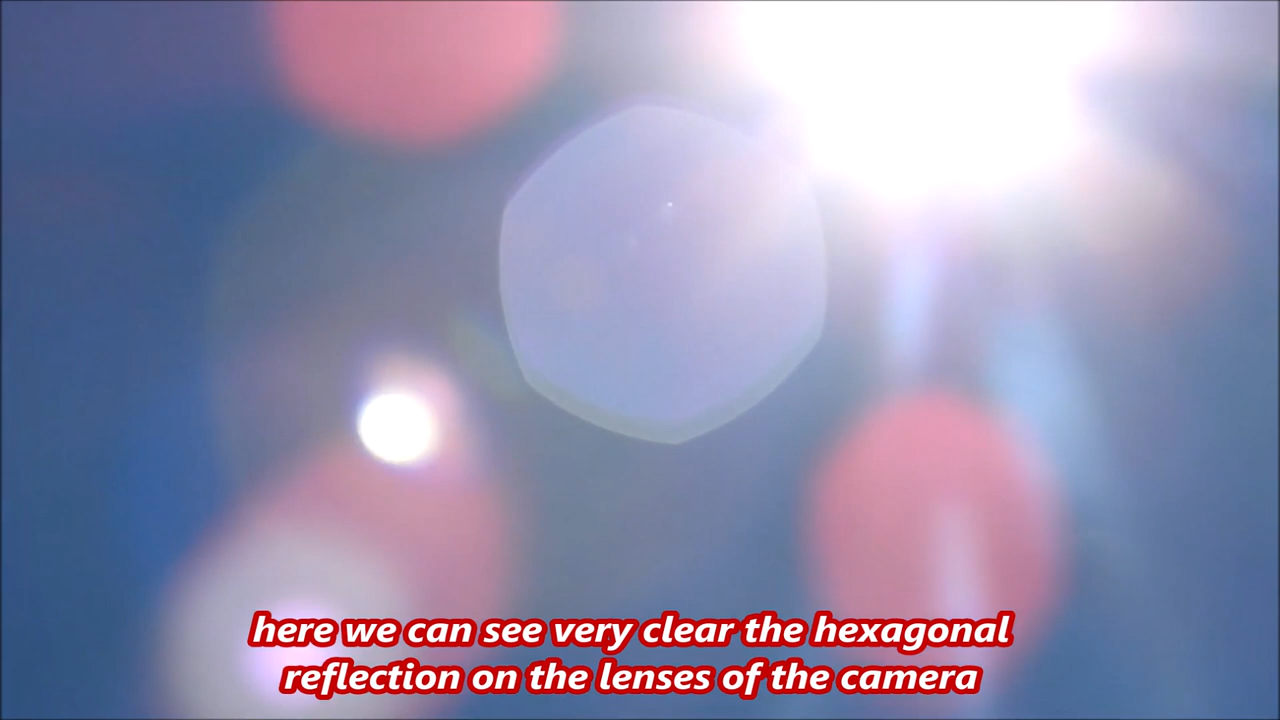 here we can see very clear the hexagonal
reflection on the lenses of the camera